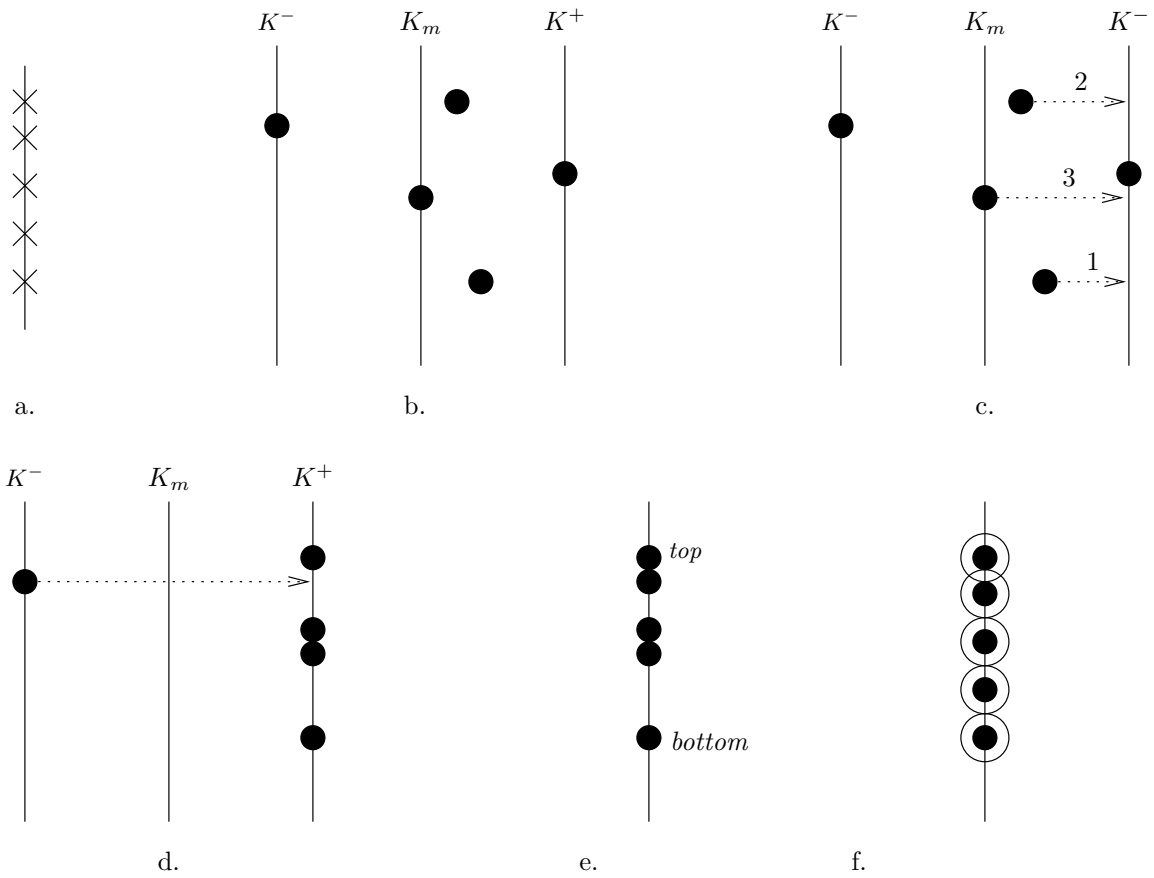 K⁻ K_m K⁺ K⁻ K_m K⁻
2
3
1
a. b. c.
K⁻ K_m K⁺
top
bottom
d. e. f.